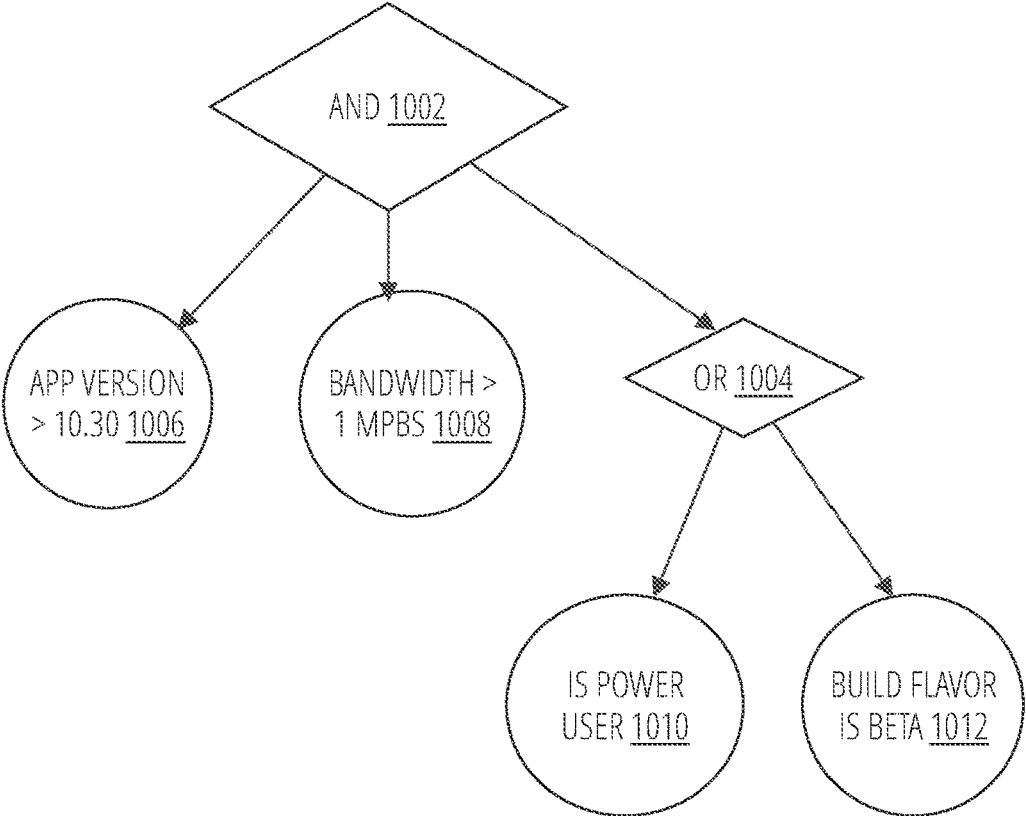 AND 1002
APP VERSION
> 10.30 1006
BANDWIDTH >
1 MPBS 1008
OR 1004
IS POWER
USER 1010
BUILD FLAVOR
IS BETA 1012